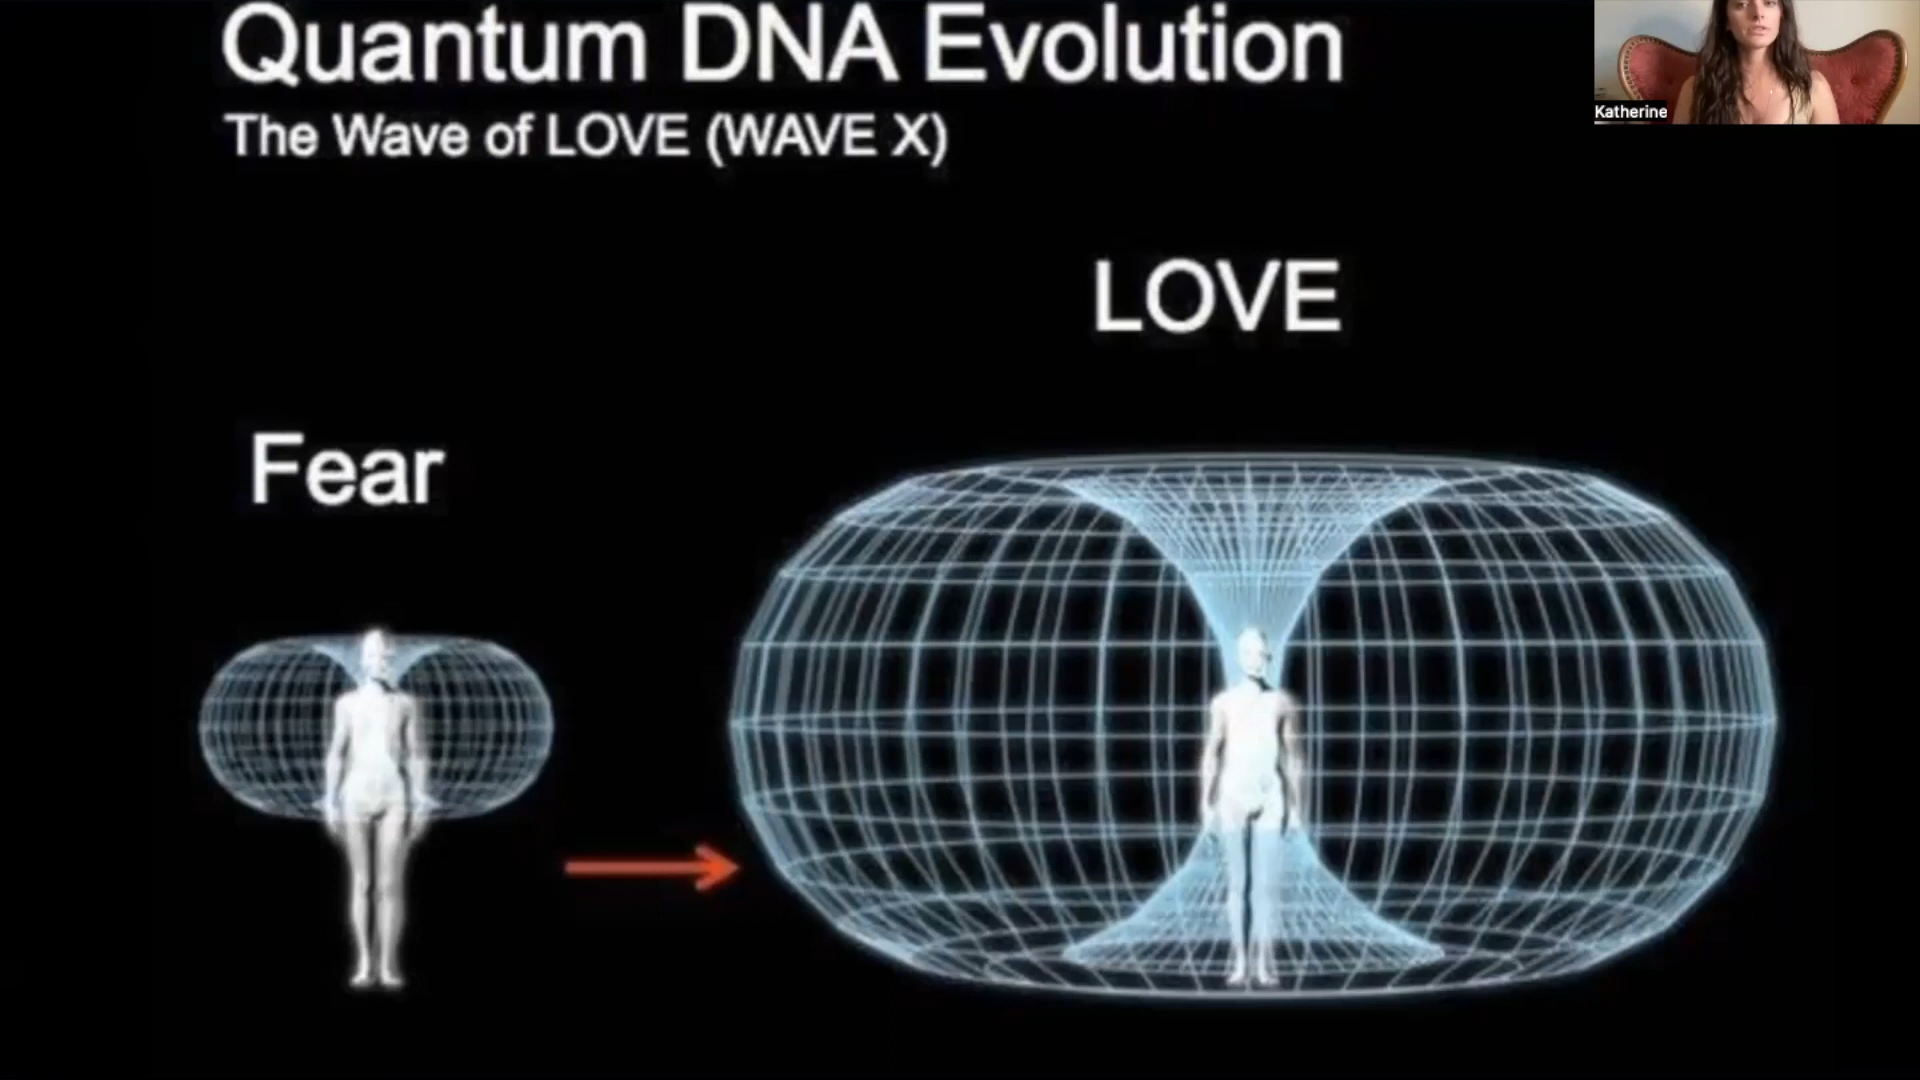 Quantum DNA Evolution
The Wave of LOVE (WAVE X)
Katherine
LOVE
Fear